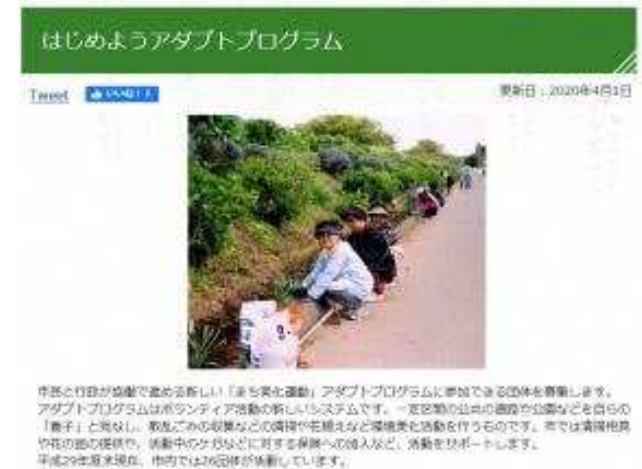 はじめようアダプトプログラム
Tweet いいね！
更新日：2020年4月1日
市民と行政が協働で進める新しい「まち美化運動」アダプトプログラムに参加できる団体を募集します。
アダプトプログラムはボランティア活動の新しいシステムです。一定区間の公共の道路や公園などを自らの
「養子」と見なし、散乱ごみの収集などの清掃や花植えなど環境美化活動を行うものです。市では清掃用具
や花の苗の提供や、活動中のケガなどに対する保険への加入など、活動をサポートします。
平成29年度末現在、市内では26団体が活動しています。